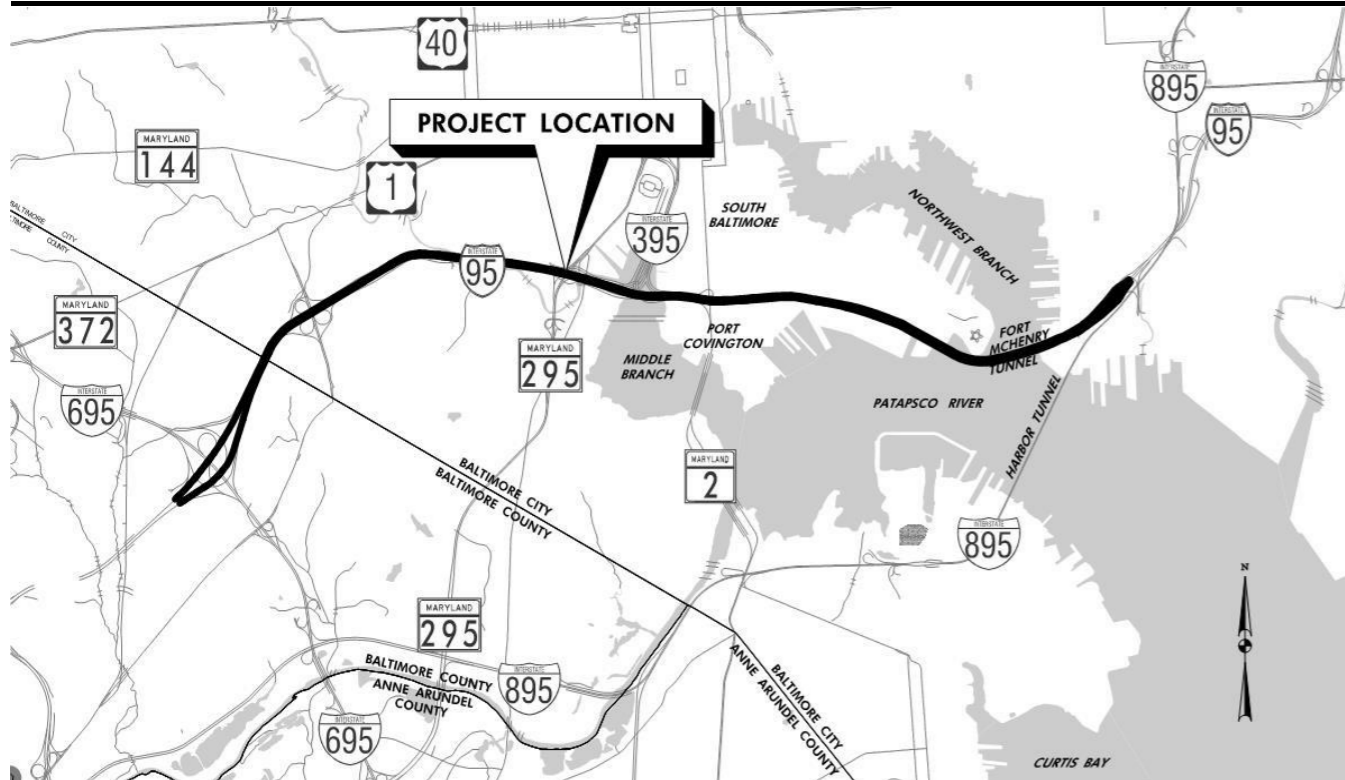 40
INTERSTATE
895
INTERSTATE
95
PROJECT LOCATION
MARYLAND
144
1
BALTIMORE CITY
BALTIMORE COUNTY
SOUTH
BALTIMORE
NORTHWEST BRANCH
INTERSTATE
395
INTERSTATE
95
MARYLAND
372
PORT
COVINGTON
FORT
MCHENRY
TUNNEL
MARYLAND
295
MIDDLE
BRANCH
INTERSTATE
695
PATAPSCO RIVER
HARBOR TUNNEL
BALTIMORE CITY
BALTIMORE COUNTY
MARYLAND
2
INTERSTATE
895
N
MARYLAND
295
BALTIMORE COUNTY
ANNE ARUNDEL
COUNTY
INTERSTATE
895
BALTIMORE CITY
ANNE ARUNDEL COUNTY
INTERSTATE
695
CURTIS BAY